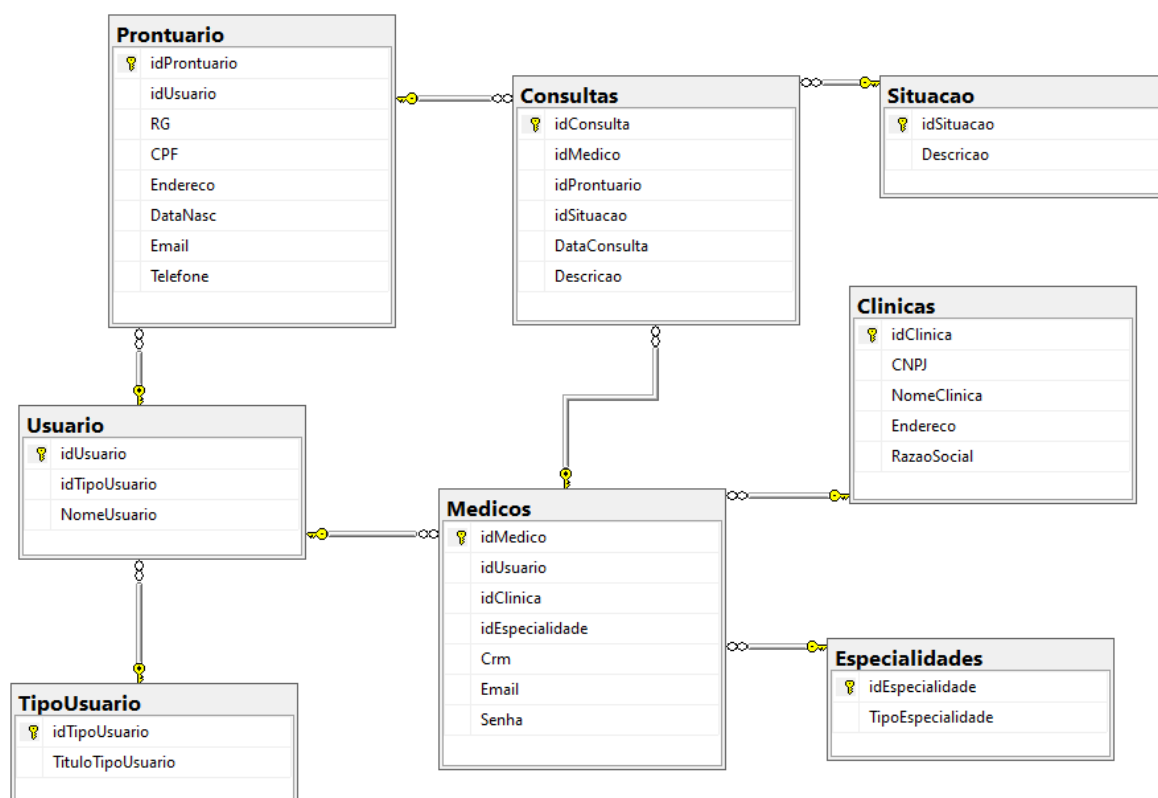 Prontuario
idProntuario
idUsuario
RG
CPF
Endereco
DataNasc
Email
Telefone
Consultas
idConsulta
idMedico
idProntuario
idSituacao
DataConsulta
Descricao
Situacao
idSituacao
Descricao
Clinicas
idClinica
CNPJ
NomeClinica
Endereco
RazaoSocial
Usuario
idUsuario
idTipoUsuario
NomeUsuario
Medicos
idMedico
idUsuario
idClinica
idEspecialidade
Crm
Email
Senha
Especialidades
idEspecialidade
TipoEspecialidade
TipoUsuario
idTipoUsuario
TituloTipoUsuario